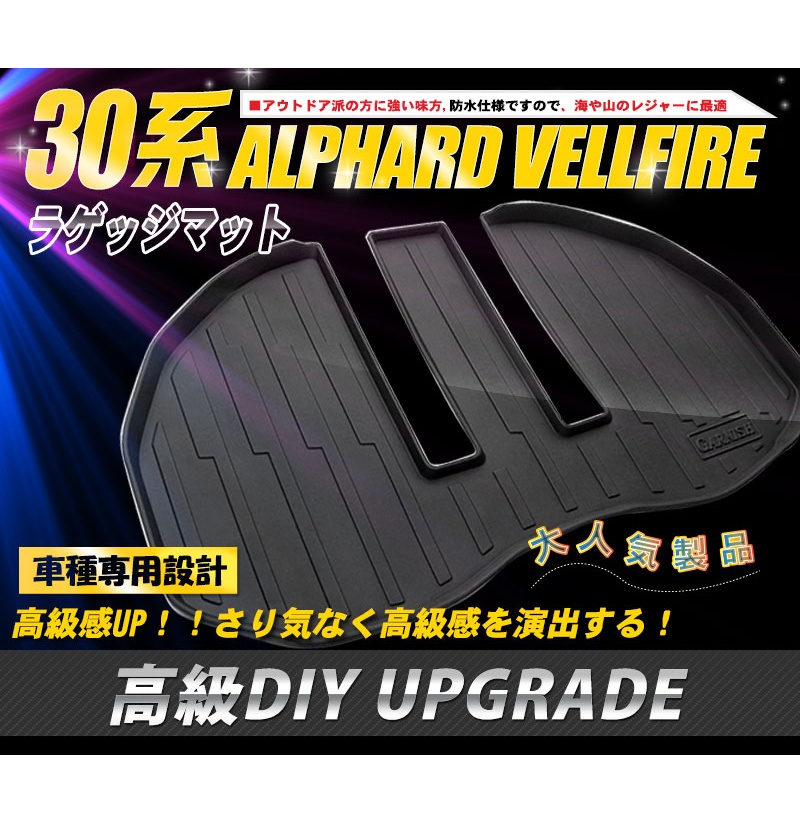 ■アウトドア派の方に強い味方,防水仕様ですので、海や山のレジャーに最適
30系 ALPHARD VELLFIRE
ラゲッジマット
GARNISH
大人気製品
車種専用設計
高級感UP！！さり気なく高級感を演出する！
高級DIY UPGRADE